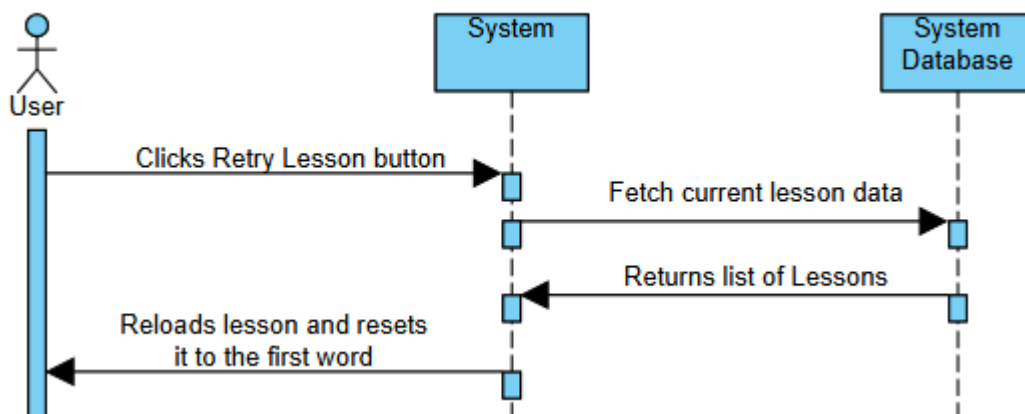 System
System
Database
User
Clicks Retry Lesson button
Fetch current lesson data
Returns list of Lessons
Reloads lesson and resets
it to the first word